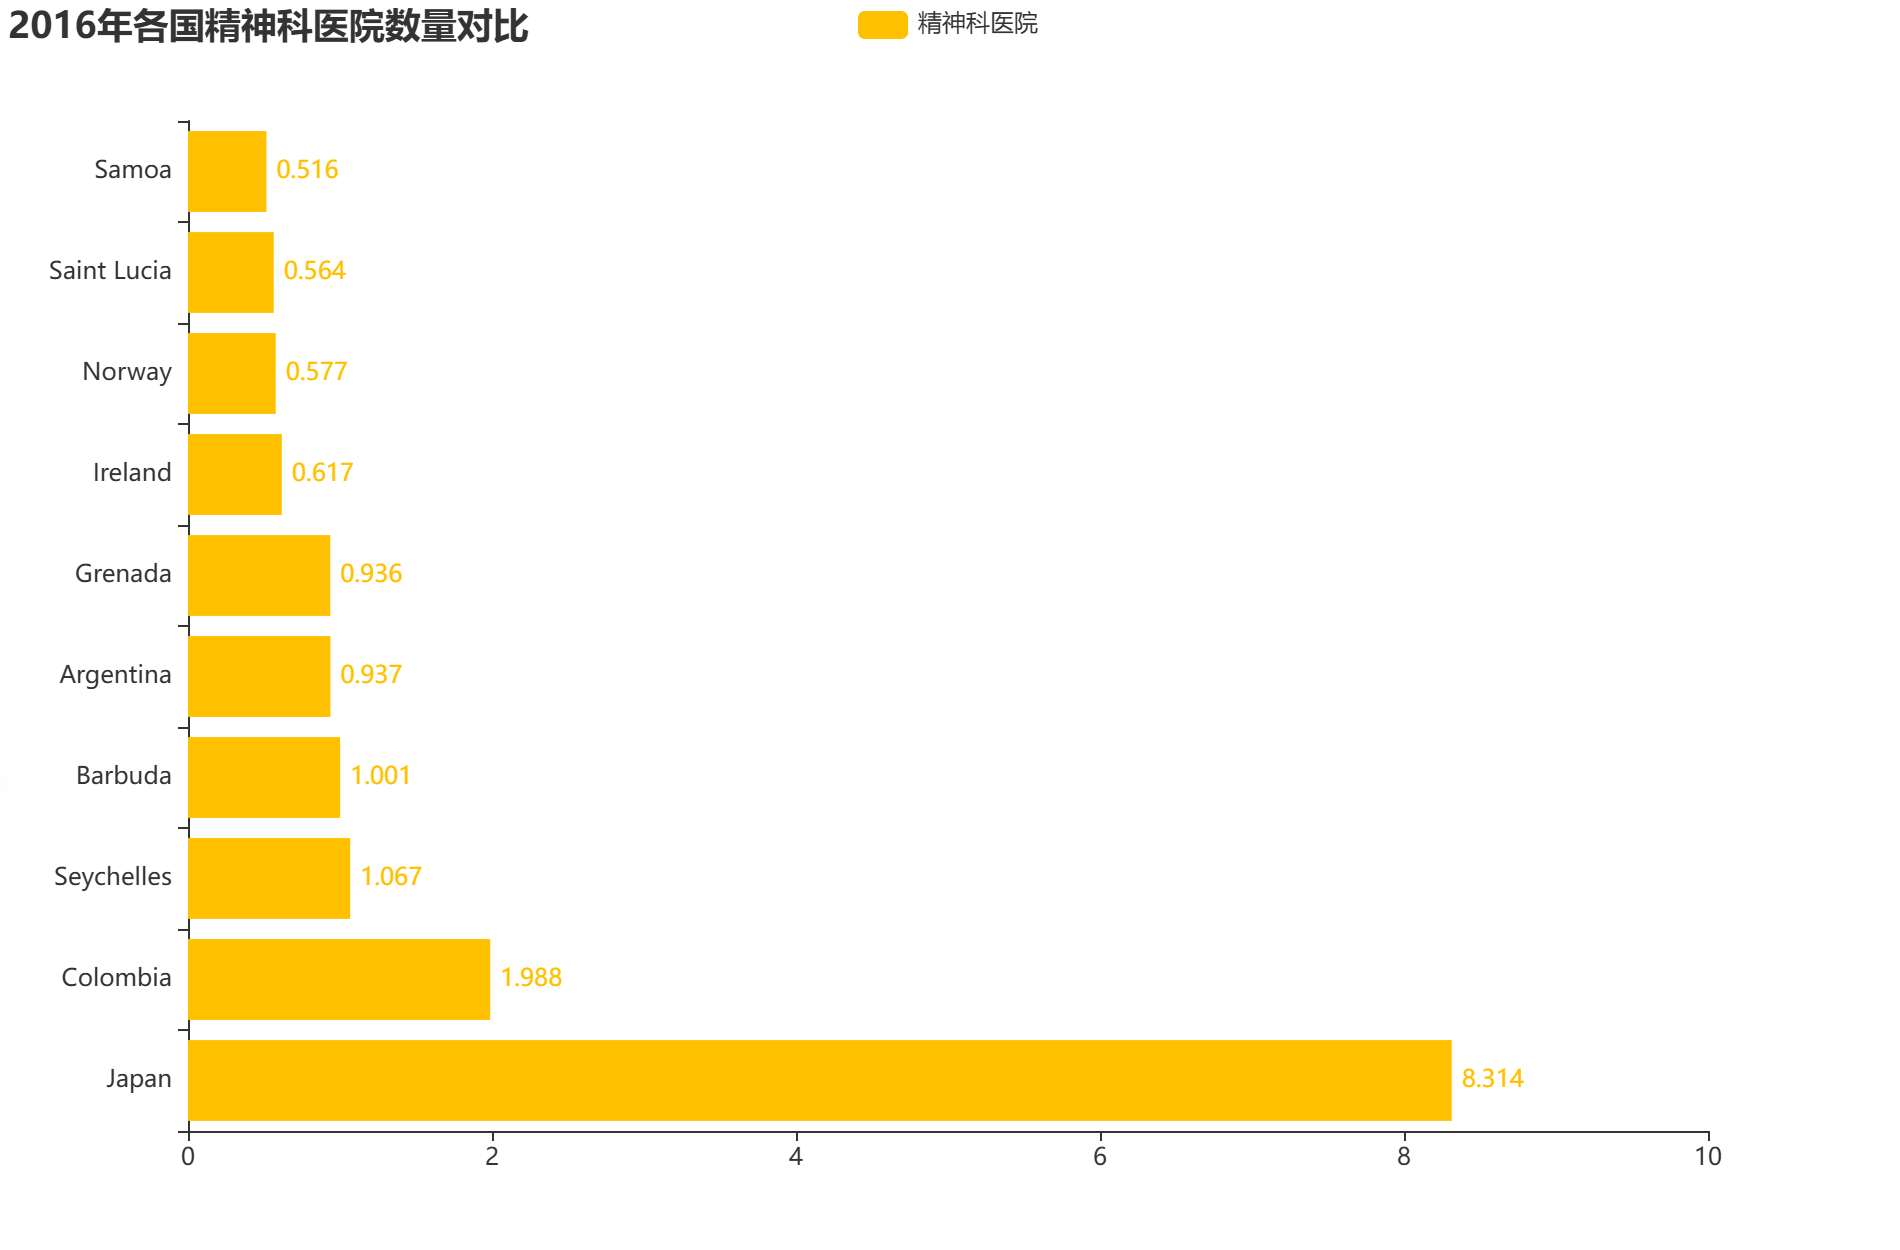 2016年各国精神科医院数量对比
精神科医院
Samoa 0.516
Saint Lucia 0.564
Norway 0.577
Ireland 0.617
Grenada 0.936
Argentina 0.937
Barbuda 1.001
Seychelles 1.067
Colombia 1.988
Japan 8.314
0 2 4 6 8 10